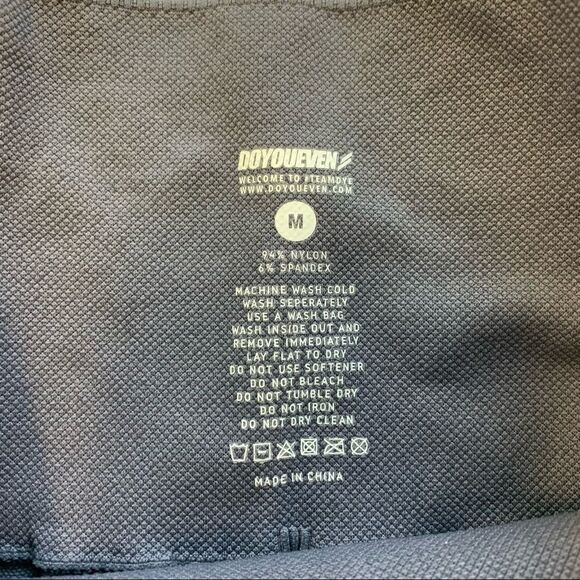 DOYOUEVEN
WELCOME TO #TEAMDYE
WWW.DOYOUEVEN.COM
M
94% NYLON
6% SPANDEX
MACHINE WASH COLD
WASH SEPERATELY
USE A WASH BAG
WASH INSIDE OUT AND
REMOVE IMMEDIATELY
LAY FLAT TO DRY
DO NOT USE SOFTENER
DO NOT BLEACH
DO NOT TUMBLE DRY
DO NOT IRON
DO NOT DRY CLEAN
MADE IN CHINA